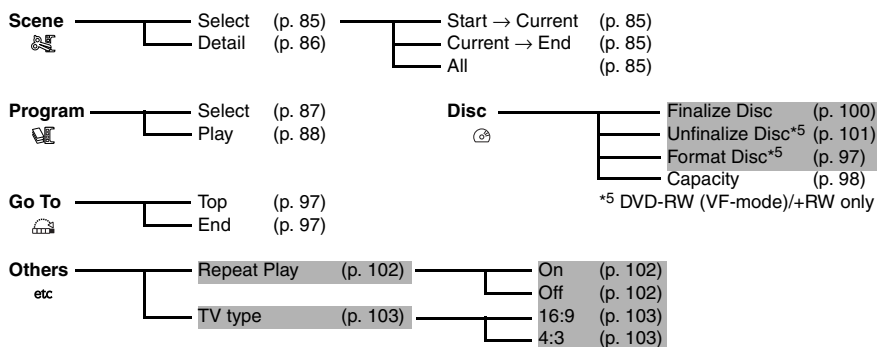 Scene Select (p. 85) Start → Current (p. 85)
Detail (p. 86) Current → End (p. 85)
All (p. 85)
Program Select (p. 87)
Play (p. 88)
Disc Finalize Disc (p. 100)
Unfinalize Disc*5 (p. 101)
Format Disc*5 (p. 97)
Capacity (p. 98)
*5 DVD-RW (VF-mode)/+RW only
Go To Top (p. 97)
End (p. 97)
Others Repeat Play (p. 102) On (p. 102)
etc Off (p. 102)
TV type (p. 103) 16:9 (p. 103)
4:3 (p. 103)